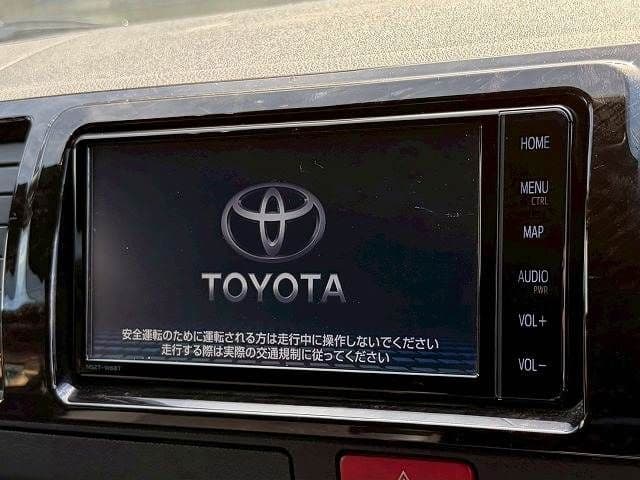 HOME
MENU
CTRL
MAP
AUDIO
PWR
VOL+
VOL−
TOYOTA
安全運転のために運転される方は走行中に操作しないでください
走行する際は実際の交通規制に従ってください
NSZT-W68T